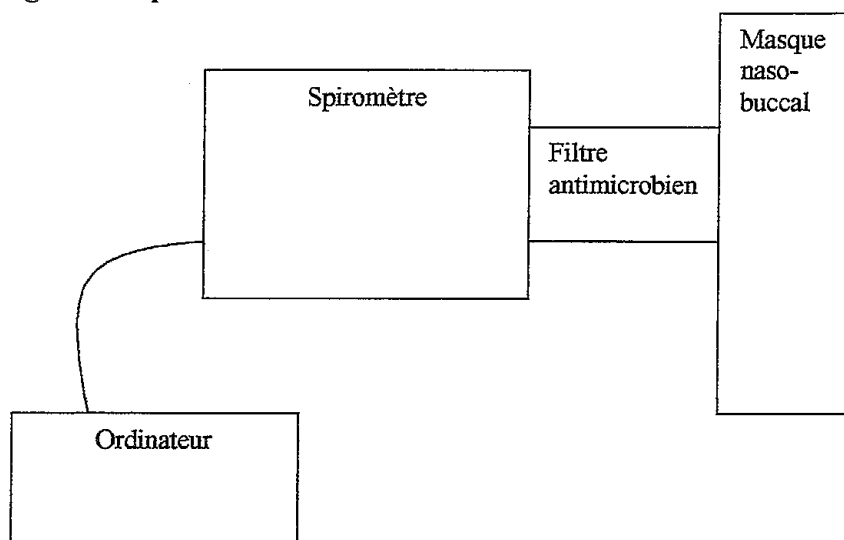 Spiromètre
Masque
naso-
buccal
Filtre
antimicrobien
Ordinateur